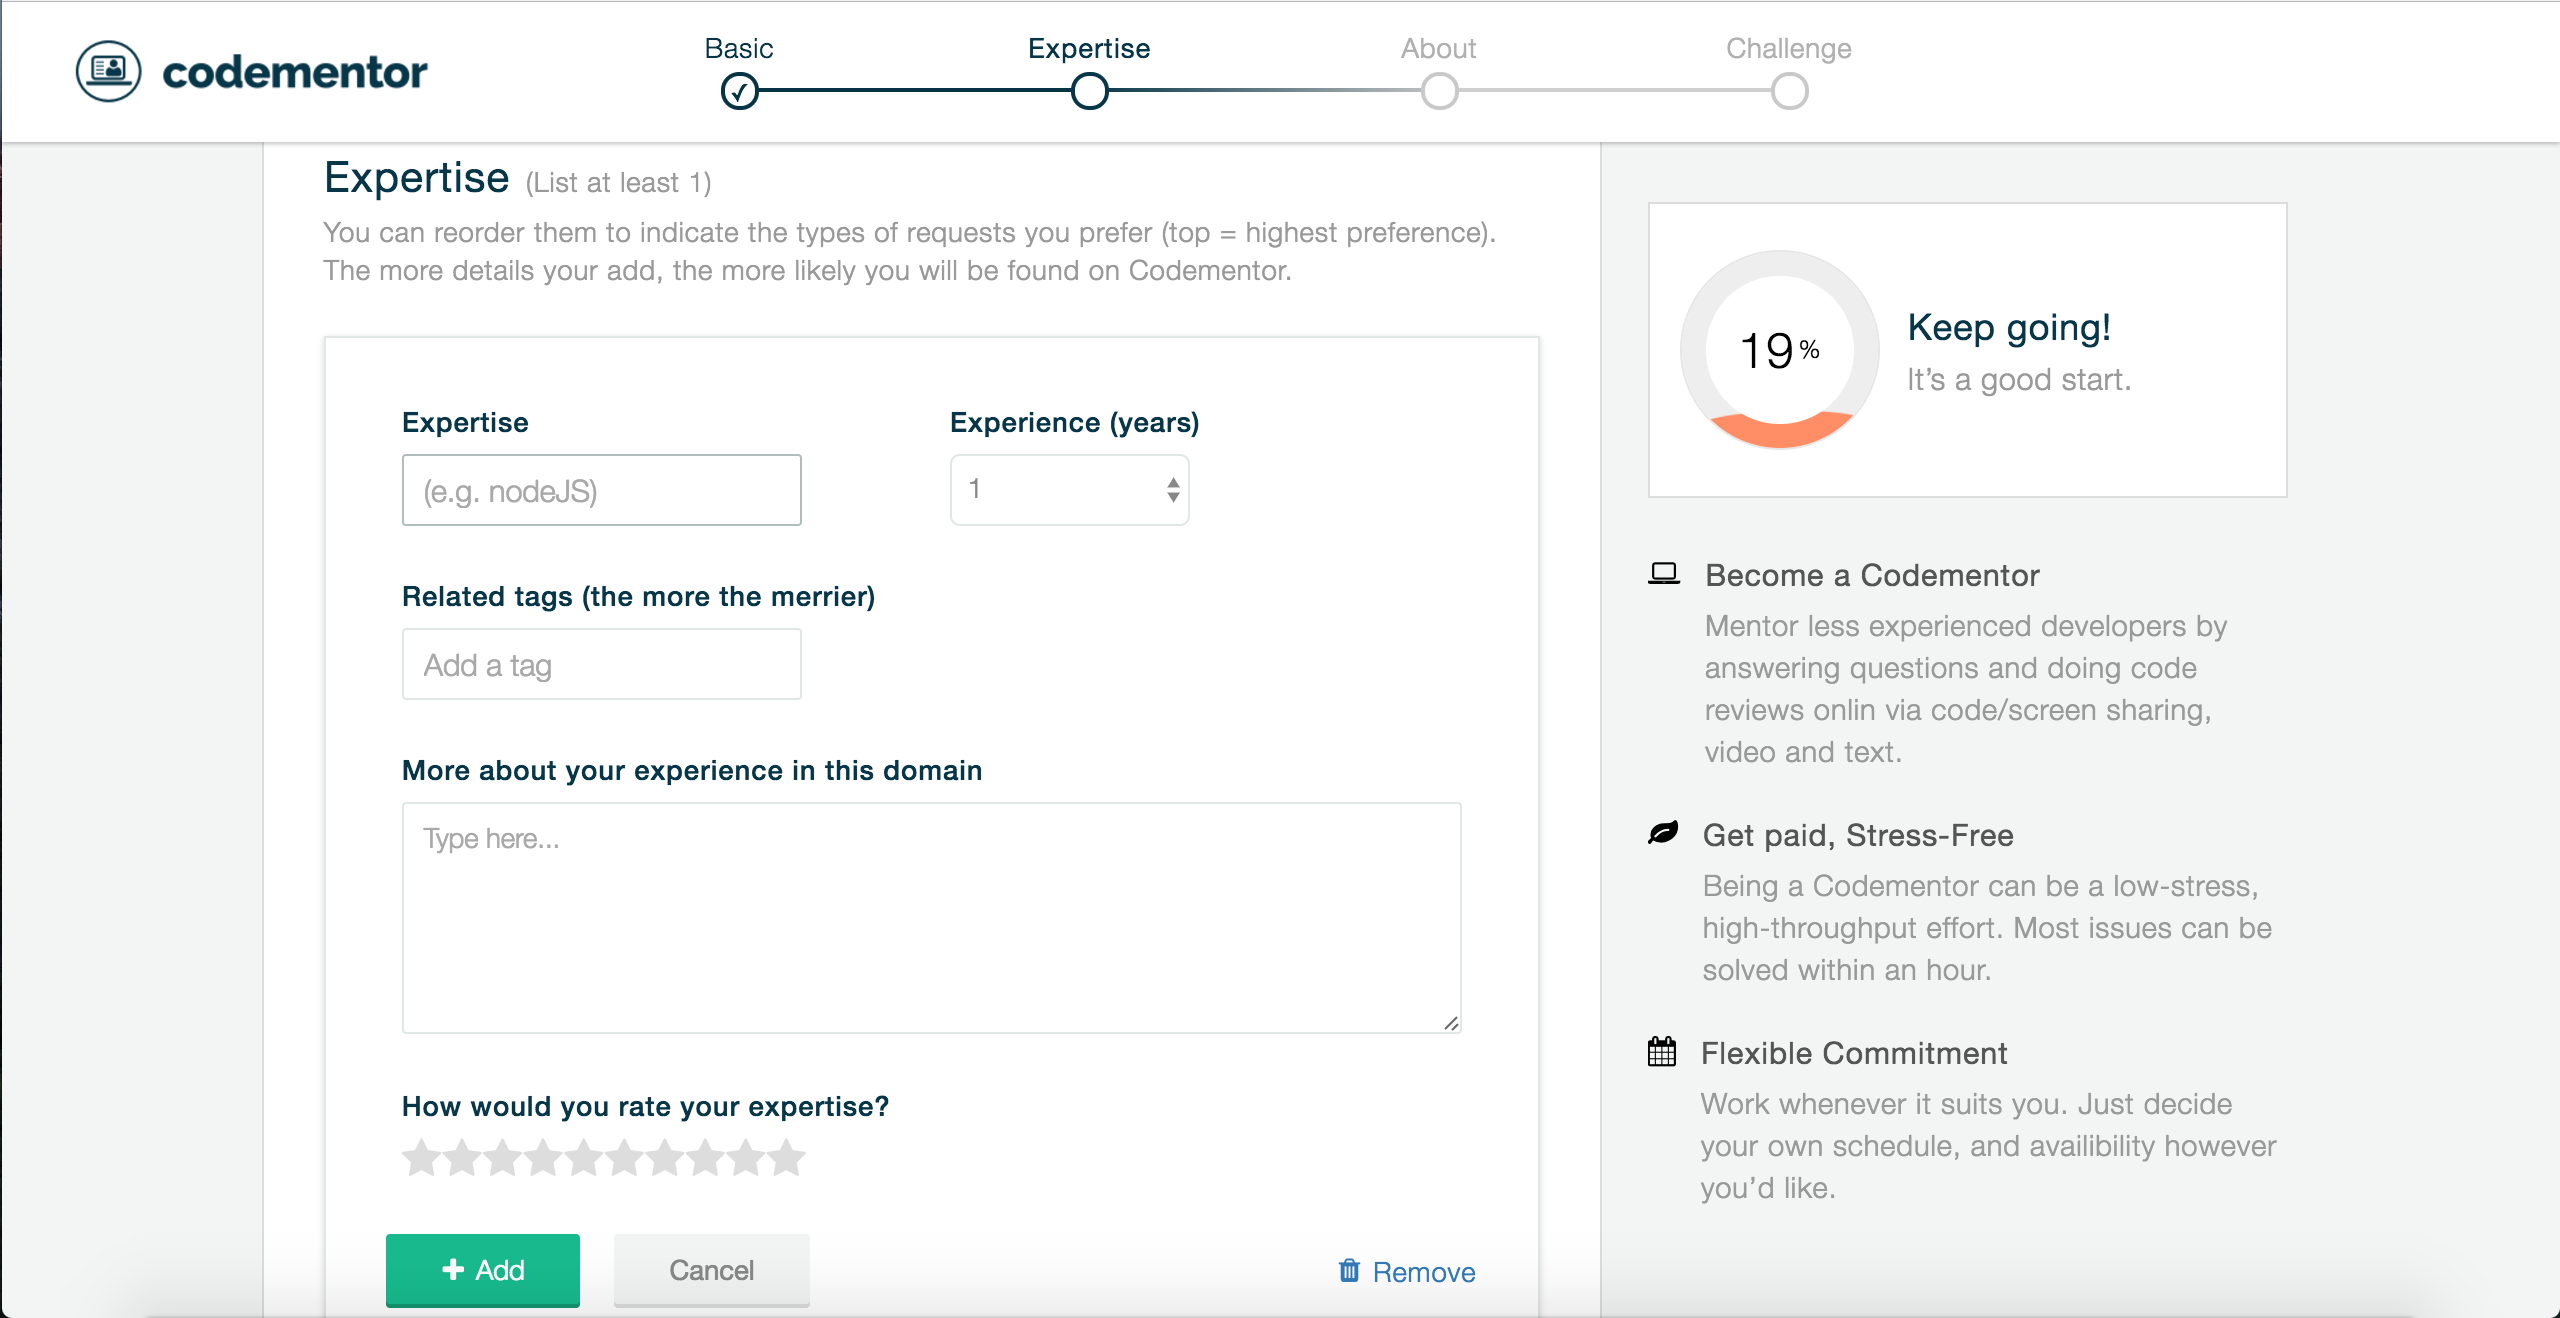 codementor
Basic
Expertise
About
Challenge
Expertise (List at least 1)
You can reorder them to indicate the types of requests you prefer (top = highest preference).
The more details your add, the more likely you will be found on Codementor.
Expertise
Experience (years)
(e.g. nodeJS)
1
Related tags (the more the merrier)
Add a tag
More about your experience in this domain
Type here...
How would you rate your expertise?
+ Add
Cancel
Remove
19%
Keep going!
It's a good start.
Become a Codementor
Mentor less experienced developers by
answering questions and doing code
reviews onlin via code/screen sharing,
video and text.
Get paid, Stress-Free
Being a Codementor can be a low-stress,
high-throughput effort. Most issues can be
solved within an hour.
Flexible Commitment
Work whenever it suits you. Just decide
your own schedule, and availibility however
you'd like.